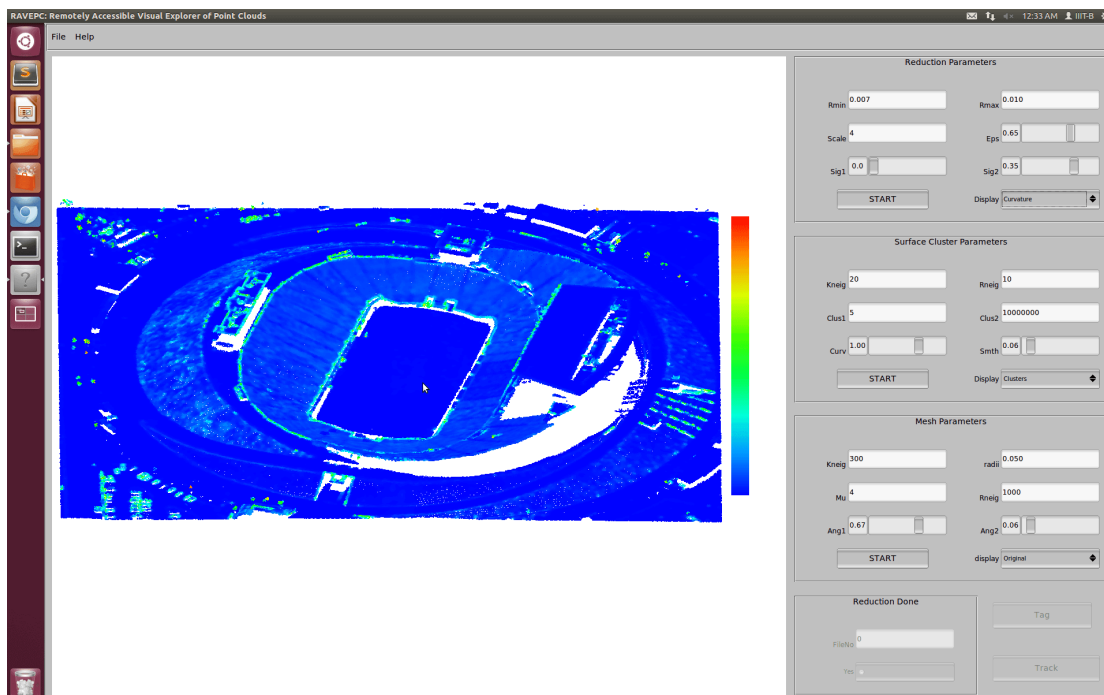 RAVEPC: Remotely Accessible Visual Explorer of Point Clouds 12:33 AM IIIT-B
File Help
Reduction Parameters
Rmin 0.007 Rmax 0.010
Scale 4 Eps 0.65
Sig1 0.0 Sig2 0.35
START Display Curvature
Surface Cluster Parameters
Kneig 20 Rneig 10
Clus1 5 Clus2 10000000
Curv 1.00 Smth 0.06
START Display Clusters
Mesh Parameters
Kneig 300 radii 0.050
Mu 4 Rneig 1000
Ang1 0.67 Ang2 0.06
START display Original
Reduction Done
Tag
FileNo 0
Yes
Track